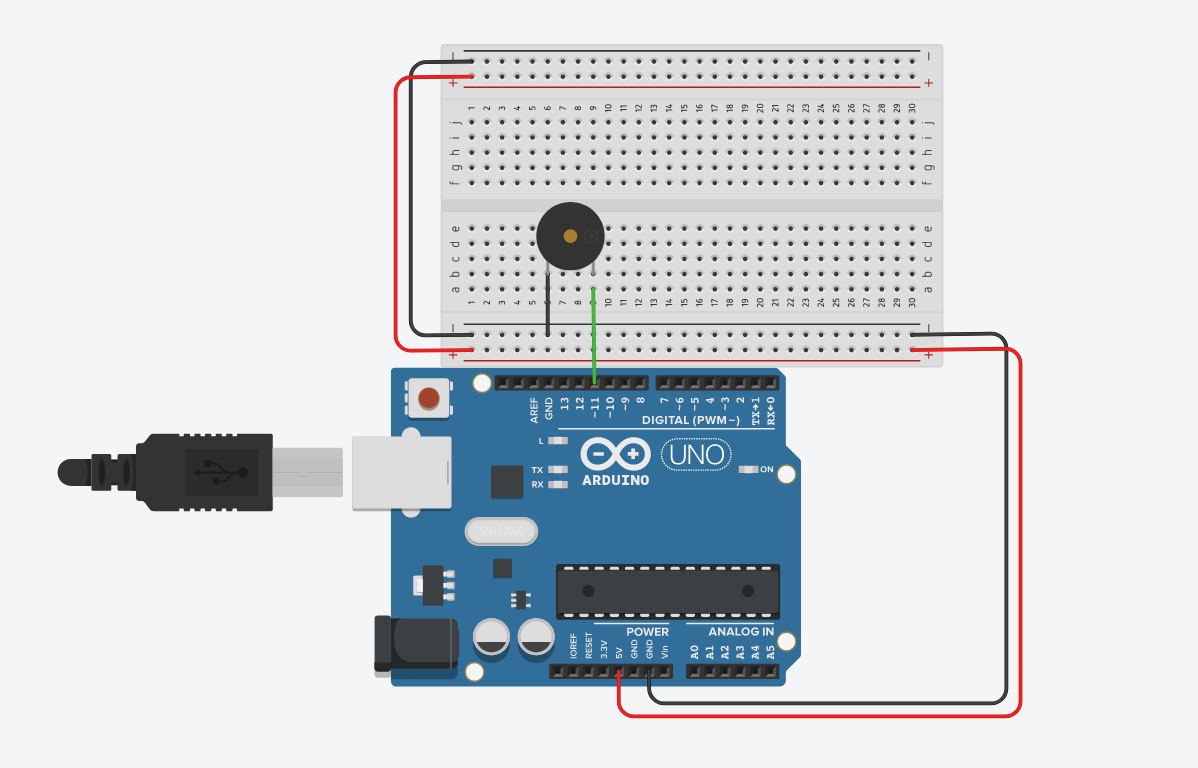 − −
+ +
1 2 3 4 5 6 7 8 9 10 11 12 13 14 15 16 17 18 19 20 21 22 23 24 25 26 27 28 29 30
j j
i i
h h
g g
f f
e e
d d
c c
b b
a a
1 2 3 4 5 7 8 10 11 12 13 14 15 16 17 18 19 20 21 22 23 24 25 26 27 28 29 30
− −
+ +
AREF GND 13 12 ~11 ~10 ~9 8 7 ~6 ~5 4 ~3 2 TX→1 RX←0
DIGITAL (PWM~)
L
TX
RX
UNO
ARDUINO
ON
POWER ANALOG IN
IOREF RESET 3.3V 5V GND GND Vin A0 A1 A2 A3 A4 A5